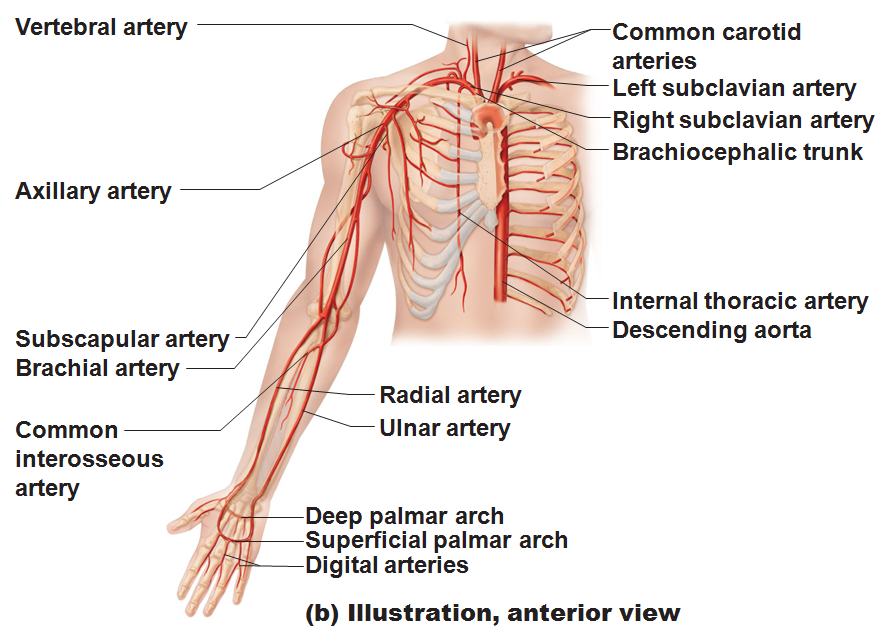 Vertebral artery
Common carotid
arteries
Left subclavian artery
Right subclavian artery
Brachiocephalic trunk
Axillary artery
Internal thoracic artery
Descending aorta
Subscapular artery
Brachial artery
Radial artery
Ulnar artery
Common
interosseous
artery
Deep palmar arch
Superficial palmar arch
Digital arteries
(b) Illustration, anterior view